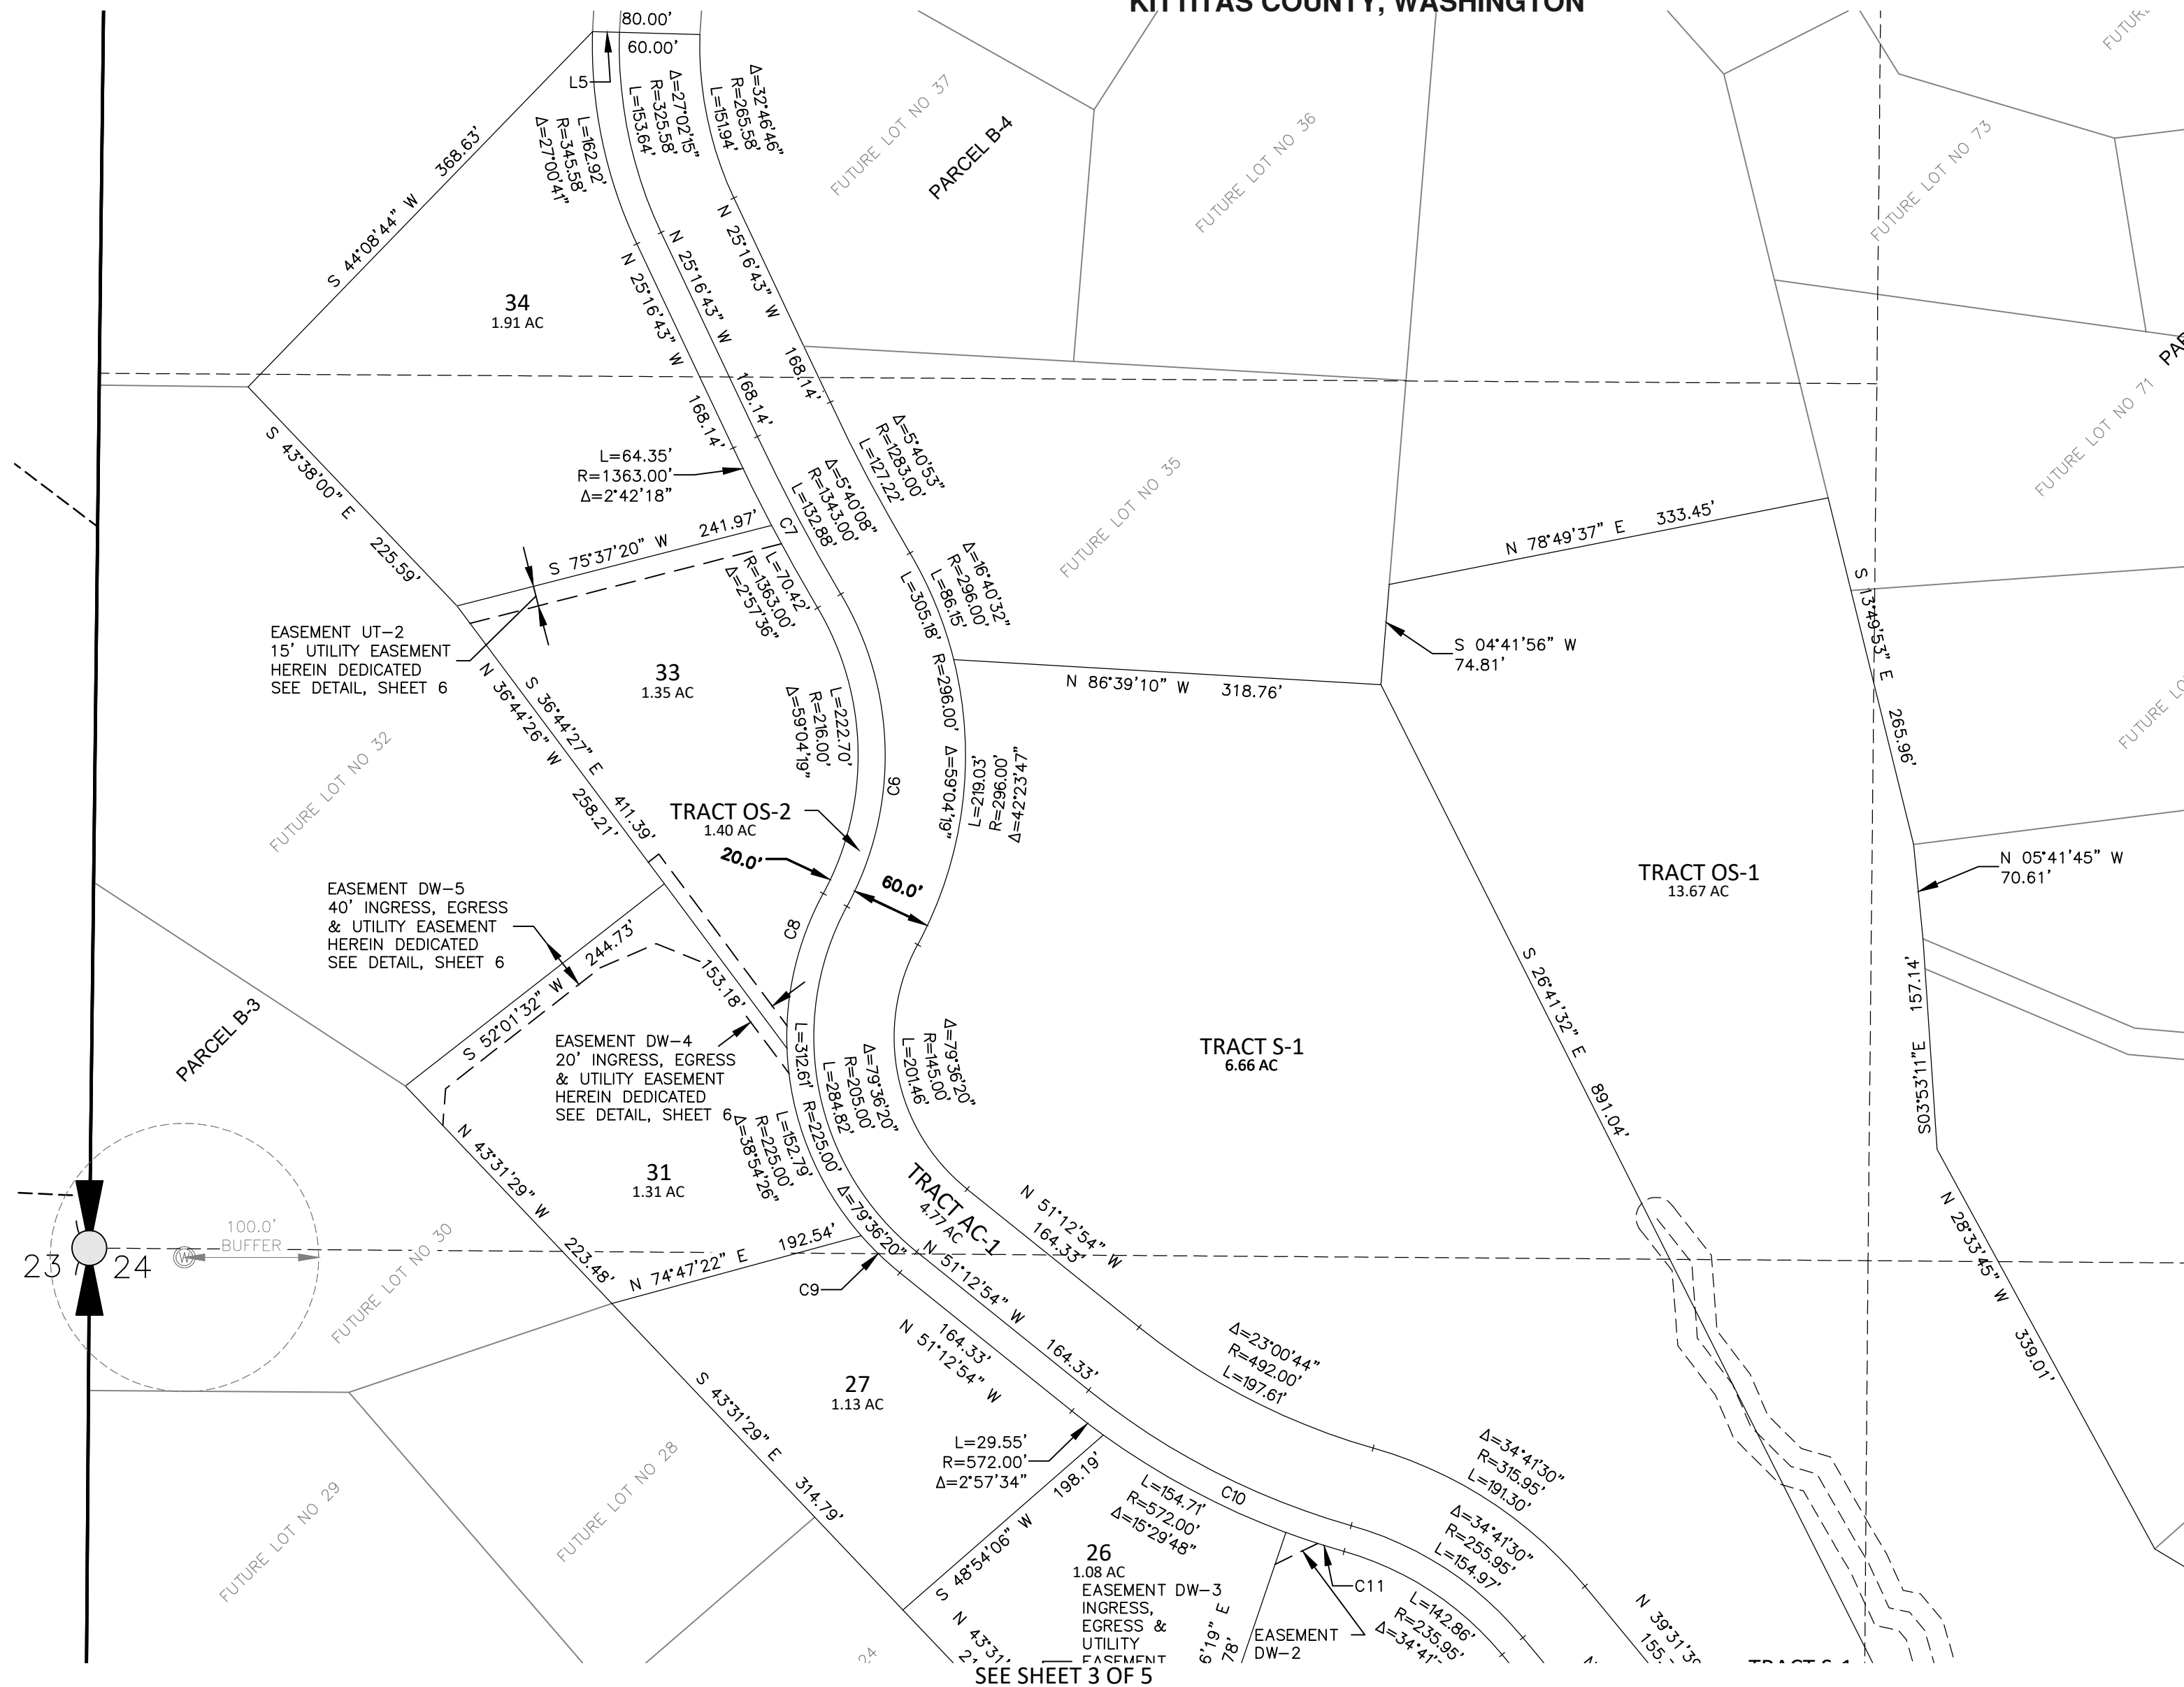 KITTITAS COUNTY, WASHINGTON
80.00'
60.00'
L5
Δ=32°46'46"
R=265.58'
L=151.94'
Δ=27°02'15"
R=325.58'
L=153.64'
L=162.92'
R=345.58'
Δ=27°00'41"
S 44°08'44" W 368.63'
FUTURE LOT NO 37
PARCEL B-4
FUTURE LOT NO 36
FUTURE LOT NO 73
FUTURE LO
34
1.91 AC
N 25°16'43" W 168.14'
N 25°16'43" W 168.14'
N 25°16'43" W 168.14'
PAR
FUTURE LOT NO 71
S 43°38'00" E 225.59'
L=64.35'
R=1363.00'
Δ=2°42'18"
Δ=5°40'53"
R=1283.00'
L=127.22'
Δ=5°40'08"
R=1343.00'
L=132.88'
FUTURE LOT NO 35
S 75°37'20" W 241.97'
C7
L=70.42'
R=1363.00'
Δ=2°57'36"
Δ=16°40'32"
R=296.00'
L=86.15'
L=305.18' R=296.00' Δ=59°04'19"
N 78°49'37" E 333.45'
S 13°49'53" E 265.96'
S 04°41'56" W
74.81'
N 86°39'10" W 318.76'
EASEMENT UT-2
15' UTILITY EASEMENT
HEREIN DEDICATED
SEE DETAIL, SHEET 6
33
1.35 AC
S 36°44'27" E 411.39'
N 36°44'26" W 258.21'
L=222.70'
R=216.00'
Δ=59°04'19"
FUTURE LOT NO 32
FUTURE LO
C6
L=219.03'
R=296.00'
Δ=42°23'47"
TRACT OS-2
1.40 AC
20.0'
60.0'
TRACT OS-1
13.67 AC
N 05°41'45" W
70.61'
EASEMENT DW-5
40' INGRESS, EGRESS
& UTILITY EASEMENT
HEREIN DEDICATED
SEE DETAIL, SHEET 6
S 52°01'32" W 244.73'
C8
153.18'
S 26°41'32" E 891.04'
S03°53'11"E 157.14'
PARCEL B-3
EASEMENT DW-4
20' INGRESS, EGRESS
& UTILITY EASEMENT
HEREIN DEDICATED
SEE DETAIL, SHEET 6
L=312.61' R=225.00' Δ=79°36'20"
Δ=79°36'20"
R=205.00'
L=284.82'
Δ=79°36'20"
R=145.00'
L=201.46'
TRACT S-1
6.66 AC
L=152.79'
R=225.00'
Δ=38°54'26"
N 43°31'29" W 223.48'
31
1.31 AC
TRACT AC-1
4.77 AC
N 51°12'54" W
164.33'
N 28°33'45" W 339.01'
100.0'
BUFFER
W
23
24
FUTURE LOT NO 30
N 74°47'22" E 192.54'
C9
N 51°12'54" W 164.33'
164.33'
N 51°12'54" W
Δ=23°00'44"
R=492.00'
L=197.61'
27
1.13 AC
S 43°31'29" E 314.79'
L=29.55'
R=572.00'
Δ=2°57'34"
FUTURE LOT NO 28
FUTURE LOT NO 29
S 48°54'06" W 198.19'
L=154.71'
R=572.00'
Δ=15°29'48"
C10
Δ=34°41'30"
R=315.95'
L=191.30'
Δ=34°41'30"
R=255.95'
L=154.97'
26
1.08 AC
EASEMENT DW-3
INGRESS,
EGRESS &
UTILITY
EASEMENT
C11
EASEMENT
DW-2
L=142.86'
R=235.95'
Δ=34°41'
N 39°31'39
155.
N 43°31'
21
6'19" E
78'
24
N
TRACT S-1
SEE SHEET 3 OF 5